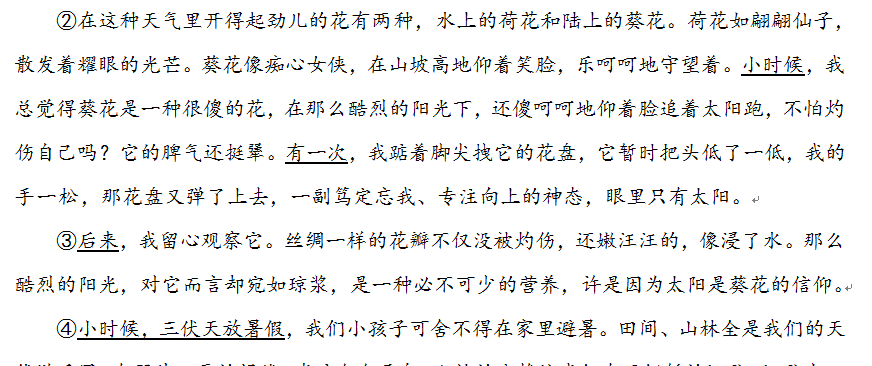 ②在这种天气里开得起劲儿的花有两种，水上的荷花和陆上的葵花。荷花如翩翩仙子，
散发着耀眼的光芒。葵花像痴心女侠，在山坡高地仰着笑脸，乐呵呵地守望着。小时候，我
总觉得葵花是一种很傻的花，在那么酷烈的阳光下，还傻呵呵地仰着脸追着太阳跑，不怕灼
伤自己吗？它的脾气还挺犟。有一次，我踮着脚尖拽它的花盘，它暂时把头低了一低，我的
手一松，那花盘又弹了上去，一副笃定忘我、专注向上的神态，眼里只有太阳。
③后来，我留心观察它。丝绸一样的花瓣不仅没被灼伤，还嫩汪汪的，像浸了水。那么
酷烈的阳光，对它而言却宛如琼浆，是一种必不可少的营养，许是因为太阳是葵花的信仰。
④小时候，三伏天放暑假，我们小孩子可舍不得在家里避暑。田间、山林全是我们的天